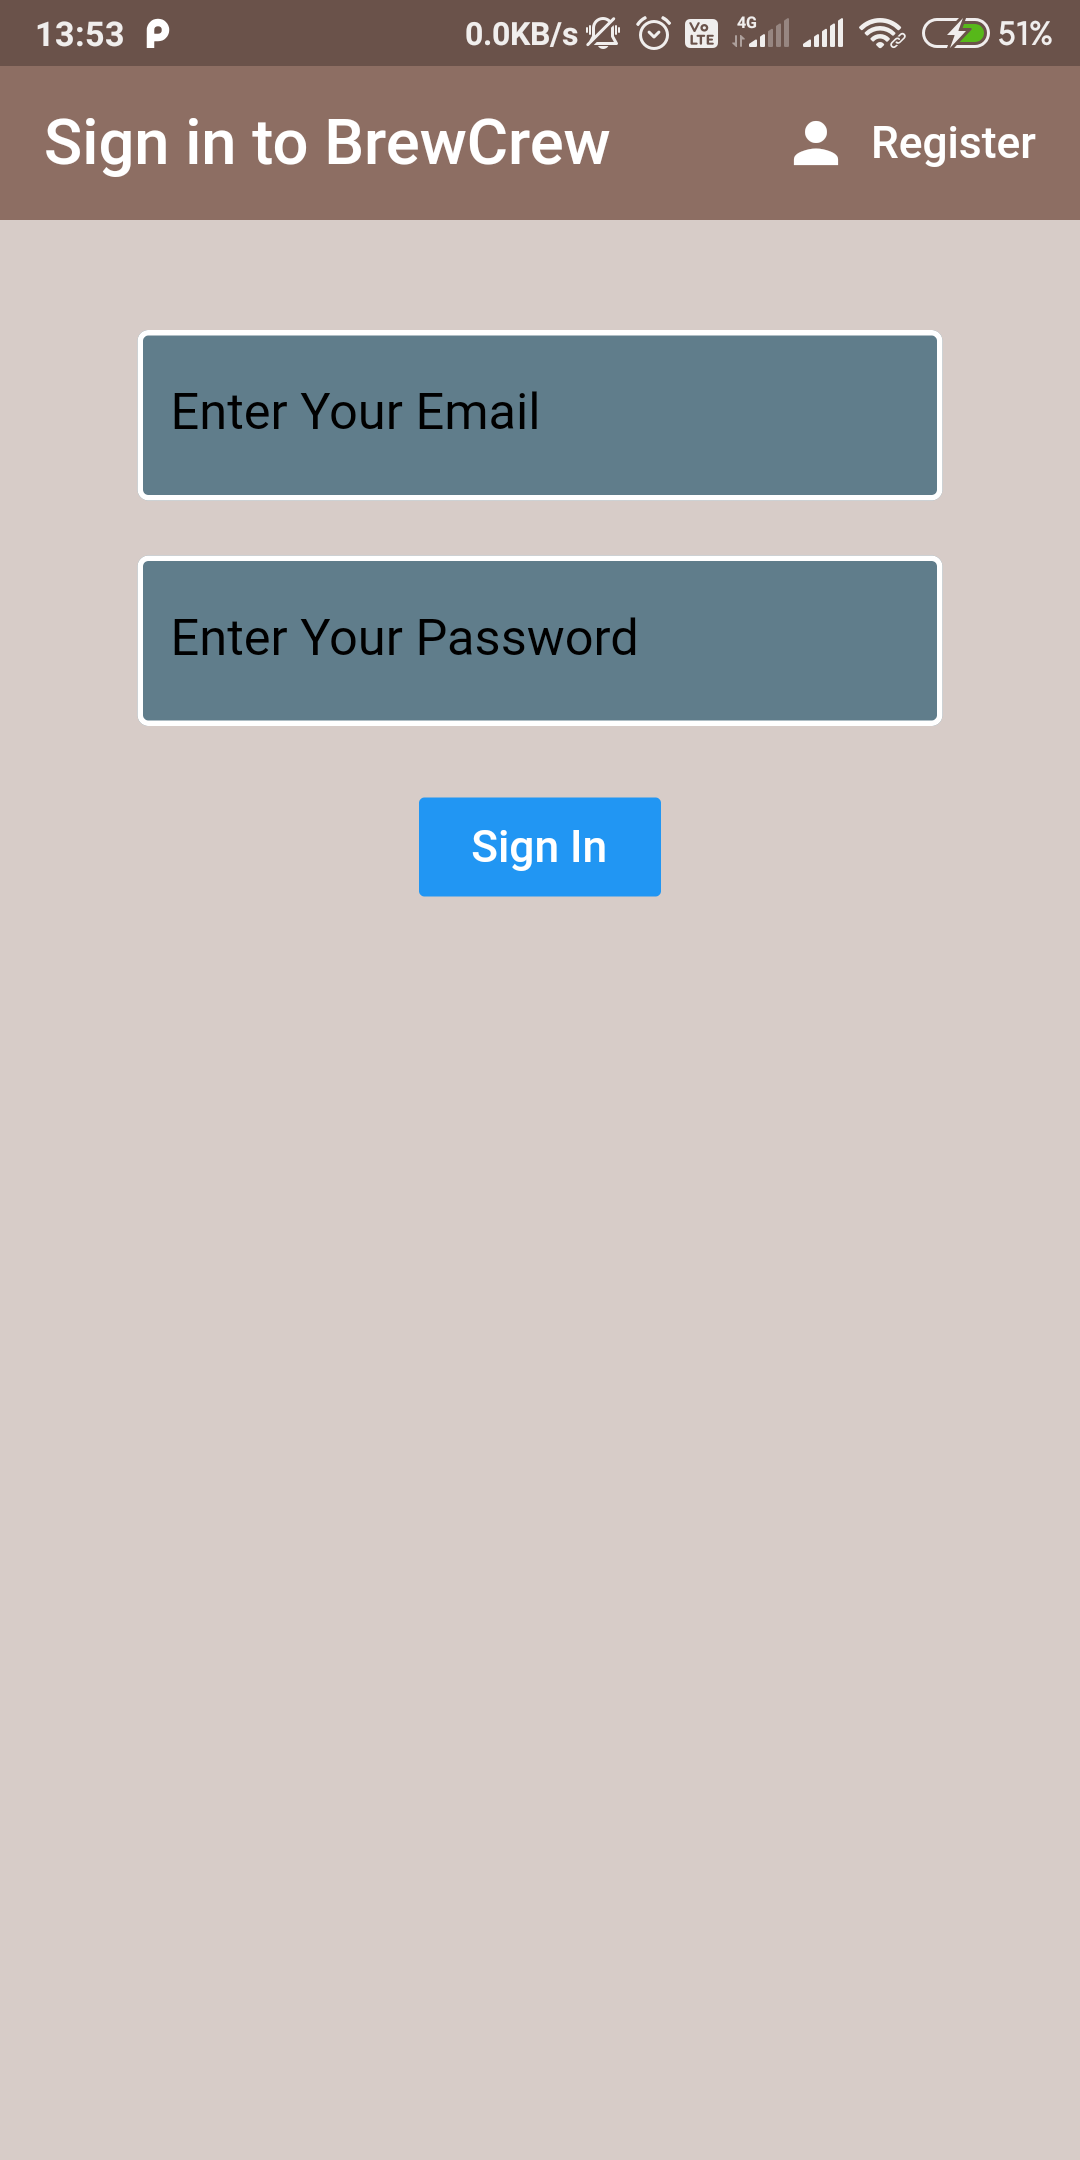 13:53 0.0KB/s Vo LTE 4G 51%
Sign in to BrewCrew Register
Enter Your Email
Enter Your Password
Sign In